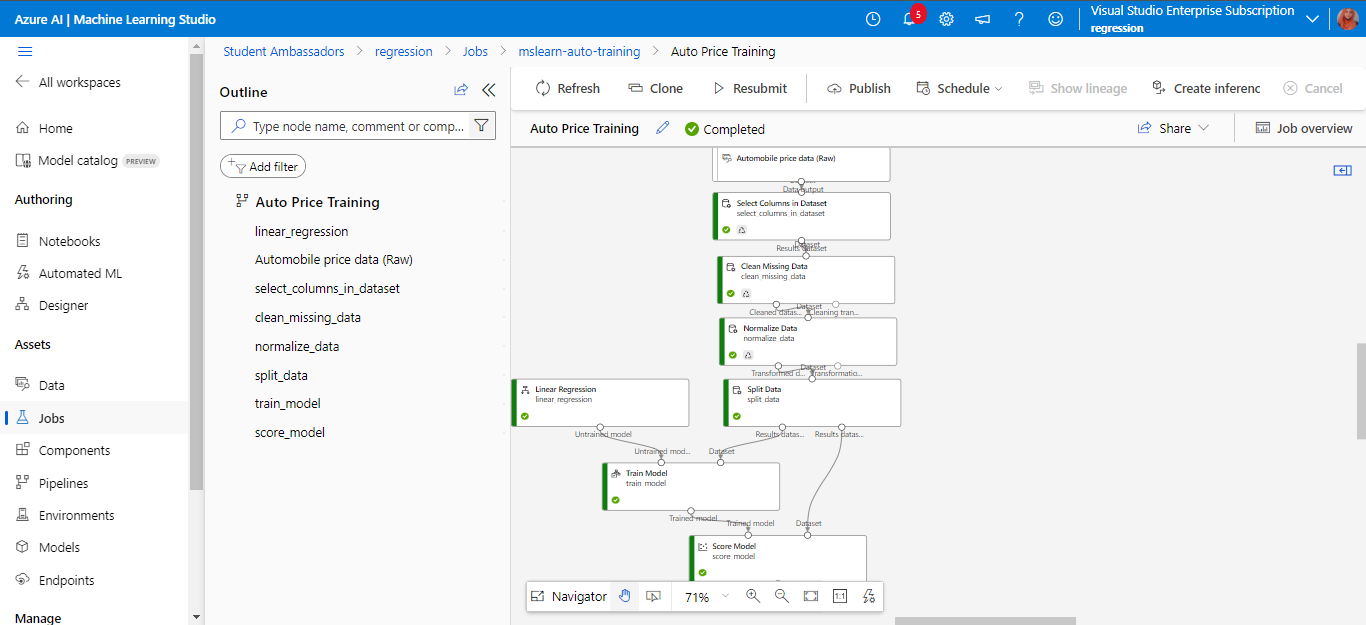 Azure AI | Machine Learning Studio
5
?
Visual Studio Enterprise Subscription
regression
All workspaces
Home
Model catalog PREVIEW
Authoring
Notebooks
Automated ML
Designer
Assets
Data
Jobs
Components
Pipelines
Environments
Models
Endpoints
Manage
Student Ambassadors > regression > Jobs > mslearn-auto-training > Auto Price Training
Outline
Type node name, comment or comp...
Add filter
Auto Price Training
linear_regression
Automobile price data (Raw)
select_columns_in_dataset
clean_missing_data
normalize_data
split_data
train_model
score_model
Refresh
Clone
Resubmit
Publish
Schedule
Show lineage
Create inferenc
Cancel
Auto Price Training
Completed
Share
Job overview
Automobile price data (Raw)
Data output
Select Columns in Dataset
select columns in dataset
Dataset
Results dataset
Clean Missing Data
clean missing data
Dataset
Cleaned datas... Cleaning tran...
Normalize Data
normalize data
Dataset
Transformed d... Transformatio...
Linear Regression
linear regression
Split Data
split data
Untrained model
Results datas... Results datas...
Untrained mod... Dataset
Train Model
train model
Trained model Trained model Dataset
Score Model
score model
Navigator
71%
1:1